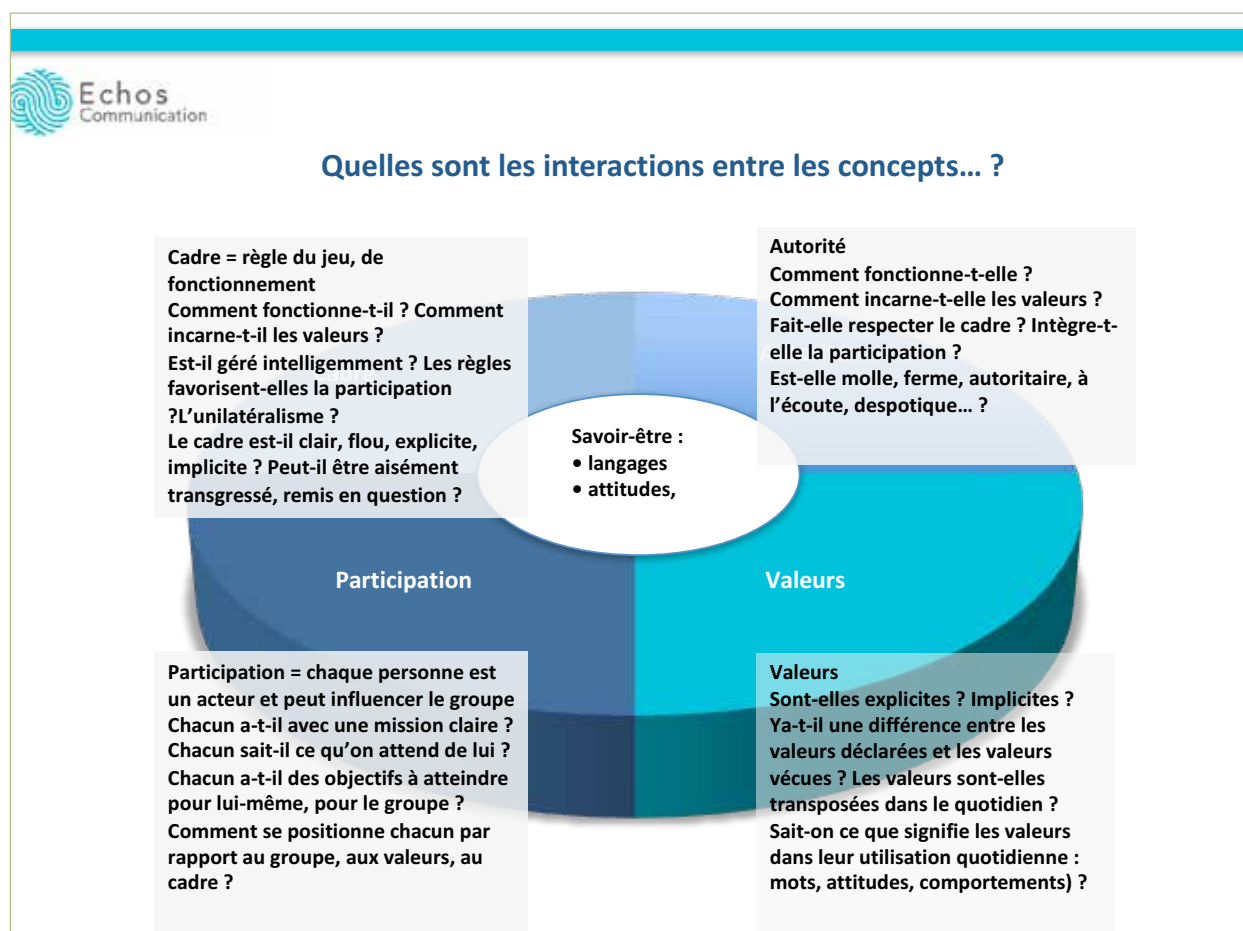 Echos
Communication
Quelles sont les interactions entre les concepts… ?
Cadre = règle du jeu, de
fonctionnement
Comment fonctionne-t-il ? Comment
incarne-t-il les valeurs ?
Est-il géré intelligemment ? Les règles
favorisent-elles la participation
?L’unilatéralisme ?
Le cadre est-il clair, flou, explicite,
implicite ? Peut-il être aisément
transgressé, remis en question ?
Autorité
Comment fonctionne-t-elle ?
Comment incarne-t-elle les valeurs ?
Fait-elle respecter le cadre ? Intègre-t-
elle la participation ?
Est-elle molle, ferme, autoritaire, à
l’écoute, despotique… ?
Savoir-être :
• langages
• attitudes,
Participation
Valeurs
Participation = chaque personne est
un acteur et peut influencer le groupe
Chacun a-t-il avec une mission claire ?
Chacun sait-il ce qu’on attend de lui ?
Chacun a-t-il des objectifs à atteindre
pour lui-même, pour le groupe ?
Comment se positionne chacun par
rapport au groupe, aux valeurs, au
cadre ?
Valeurs
Sont-elles explicites ? Implicites ?
Ya-t-il une différence entre les
valeurs déclarées et les valeurs
vécues ? Les valeurs sont-elles
transposées dans le quotidien ?
Sait-on ce que signifie les valeurs
dans leur utilisation quotidienne :
mots, attitudes, comportements) ?